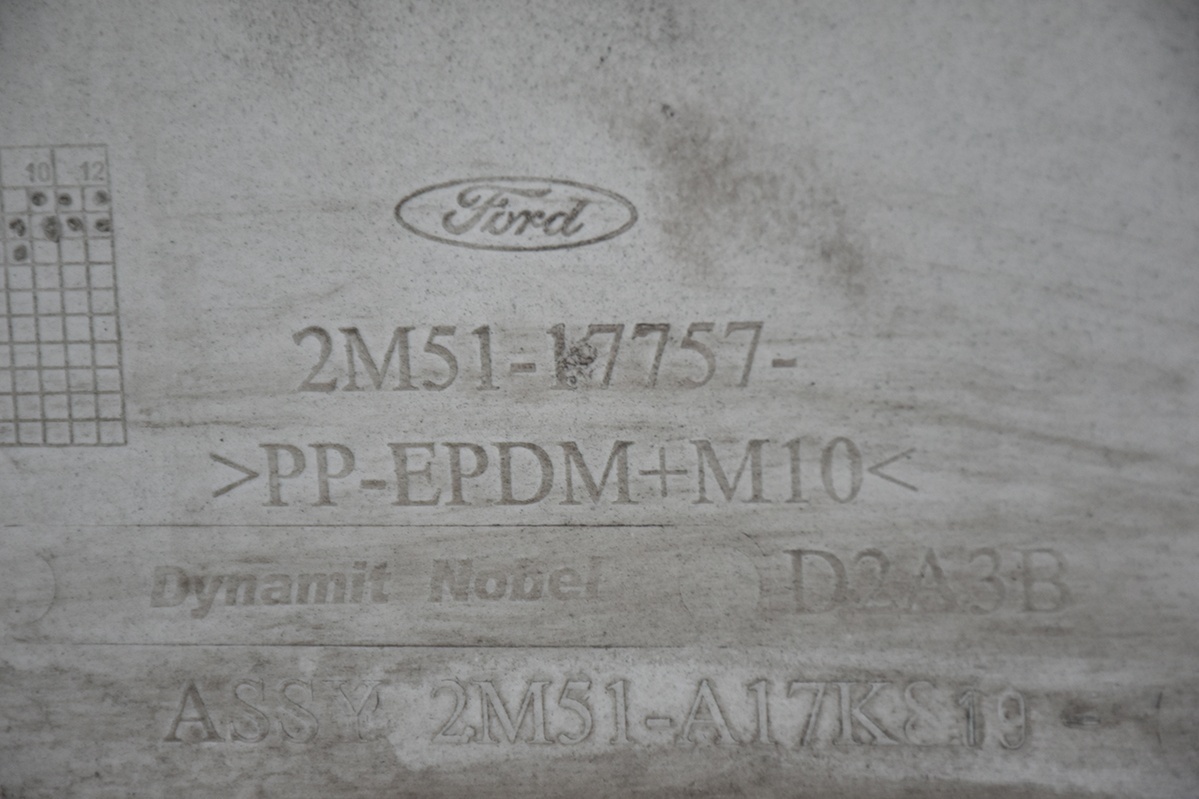 10 12
Ford
2M51-17757-
>PP-EPDM+M10<
Dynamit Nobel D2A3B
ASSY 2M51-A17K819 -